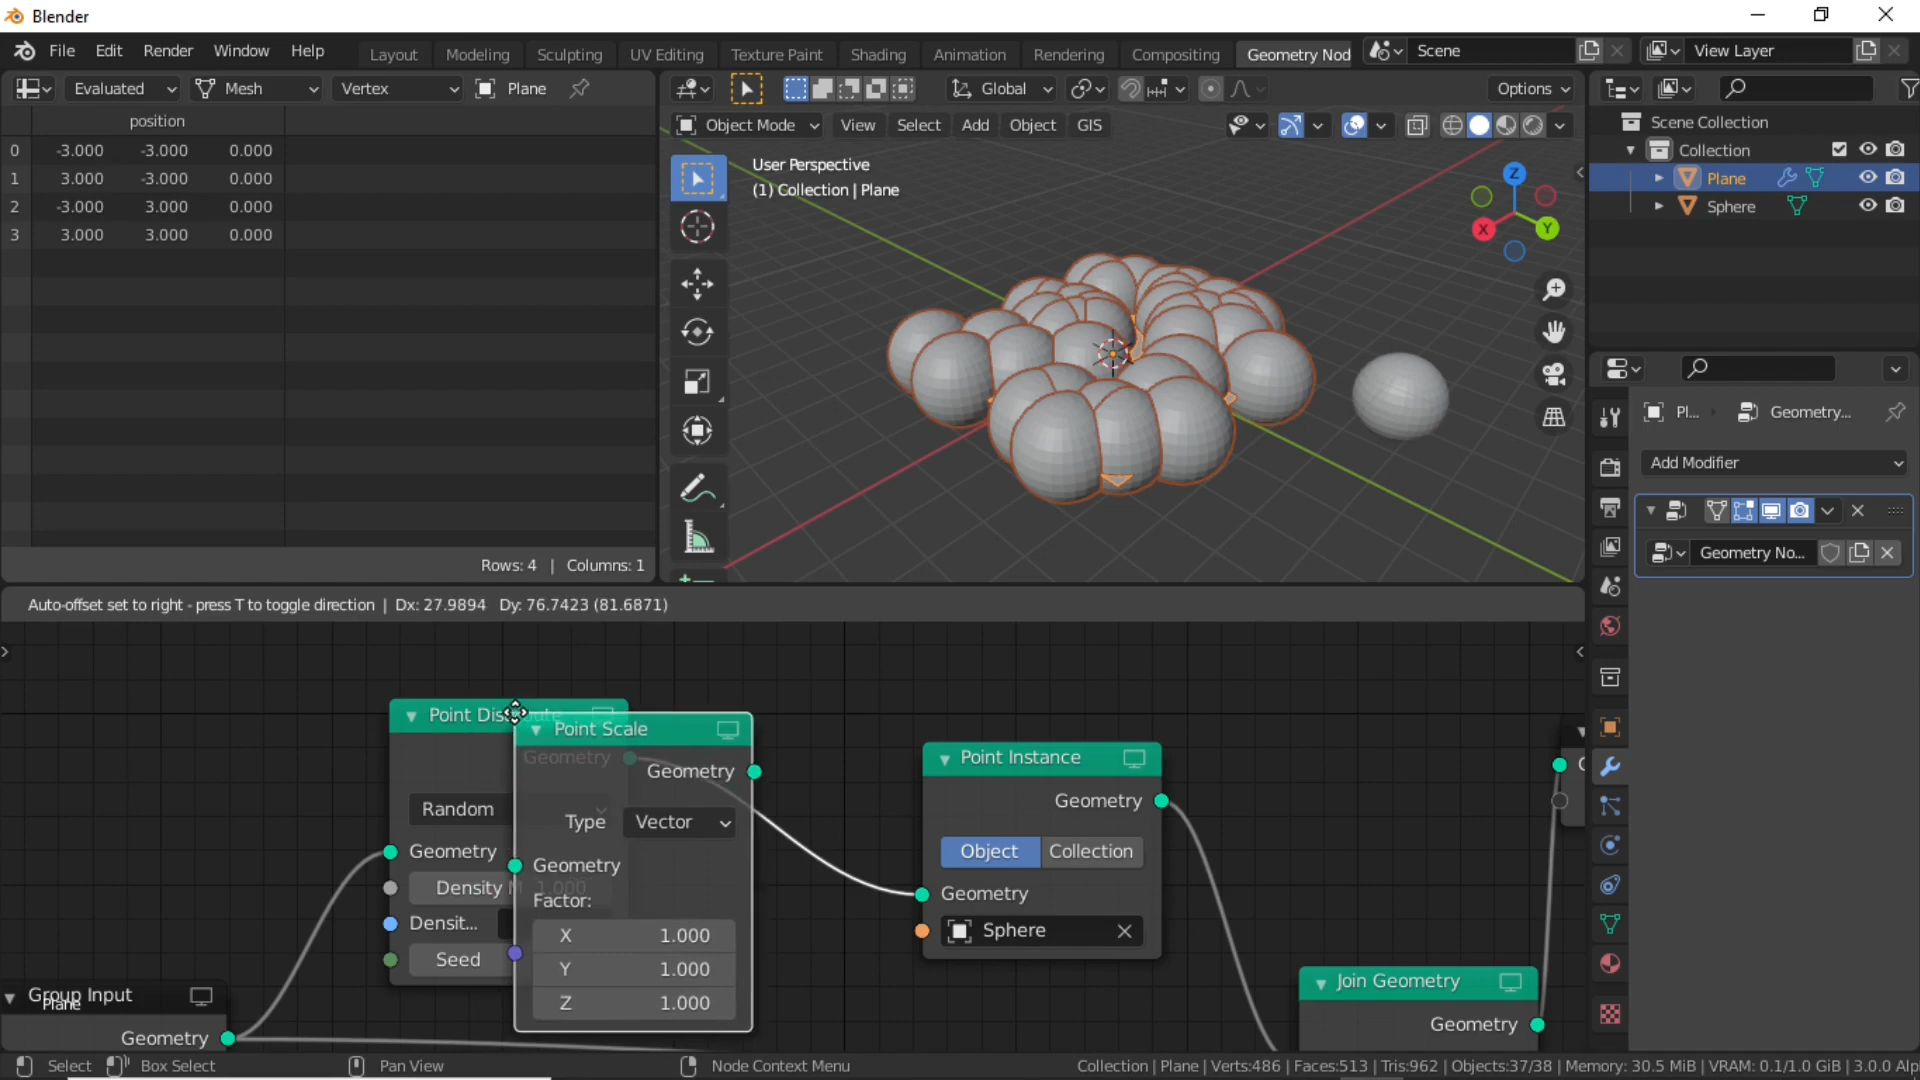 Blender
File Edit Render Window Help
Layout Modeling Sculpting UV Editing Texture Paint Shading Animation Rendering Compositing Geometry Nod
Scene
View Layer
Evaluated Mesh Vertex Plane
Global
Options
position
0 -3.000 -3.000 0.000
1 3.000 -3.000 0.000
2 -3.000 3.000 0.000
3 3.000 3.000 0.000
Rows: 4 | Columns: 1
Object Mode View Select Add Object GIS
User Perspective
(1) Collection | Plane
Z
X
Y
Scene Collection
Collection
Plane
Sphere
Pl...
Geometry...
Add Modifier
Geometry No...
Auto-offset set to right - press T to toggle direction | Dx: 27.9894 Dy: 76.7423 (81.6871)
Point Dis
Geometry
Random
Geometry
Density M 1.000
Densit...
Seed
Point Scale
Geometry
Type Vector
Geometry
Factor:
X 1.000
Y 1.000
Z 1.000
Point Instance
Geometry
Object Collection
Geometry
Sphere
Group Input
Plane
Geometry
Join Geometry
Geometry
Select Box Select Pan View Node Context Menu
Collection | Plane | Verts:486 | Faces:513 | Tris:962 | Objects:37/38 | Memory: 30.5 MiB | VRAM: 0.1/1.0 GiB | 3.0.0 Alp